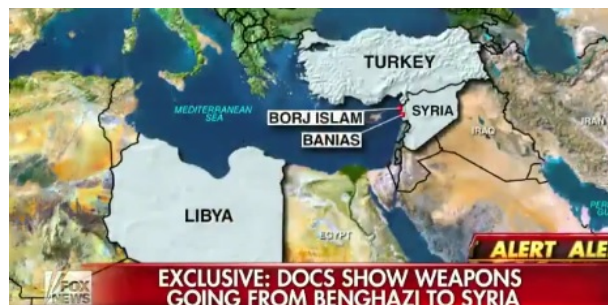 TURKEY
MEDITERRANEAN
SEA
BORJ ISLAM
SYRIA
BANIAS
IRAQ
IRAN
LIBYA
EGYPT
ALERT ALE
FOX
NEWS
EXCLUSIVE: DOCS SHOW WEAPONS
GOING FROM BENGHAZI TO SYRIA